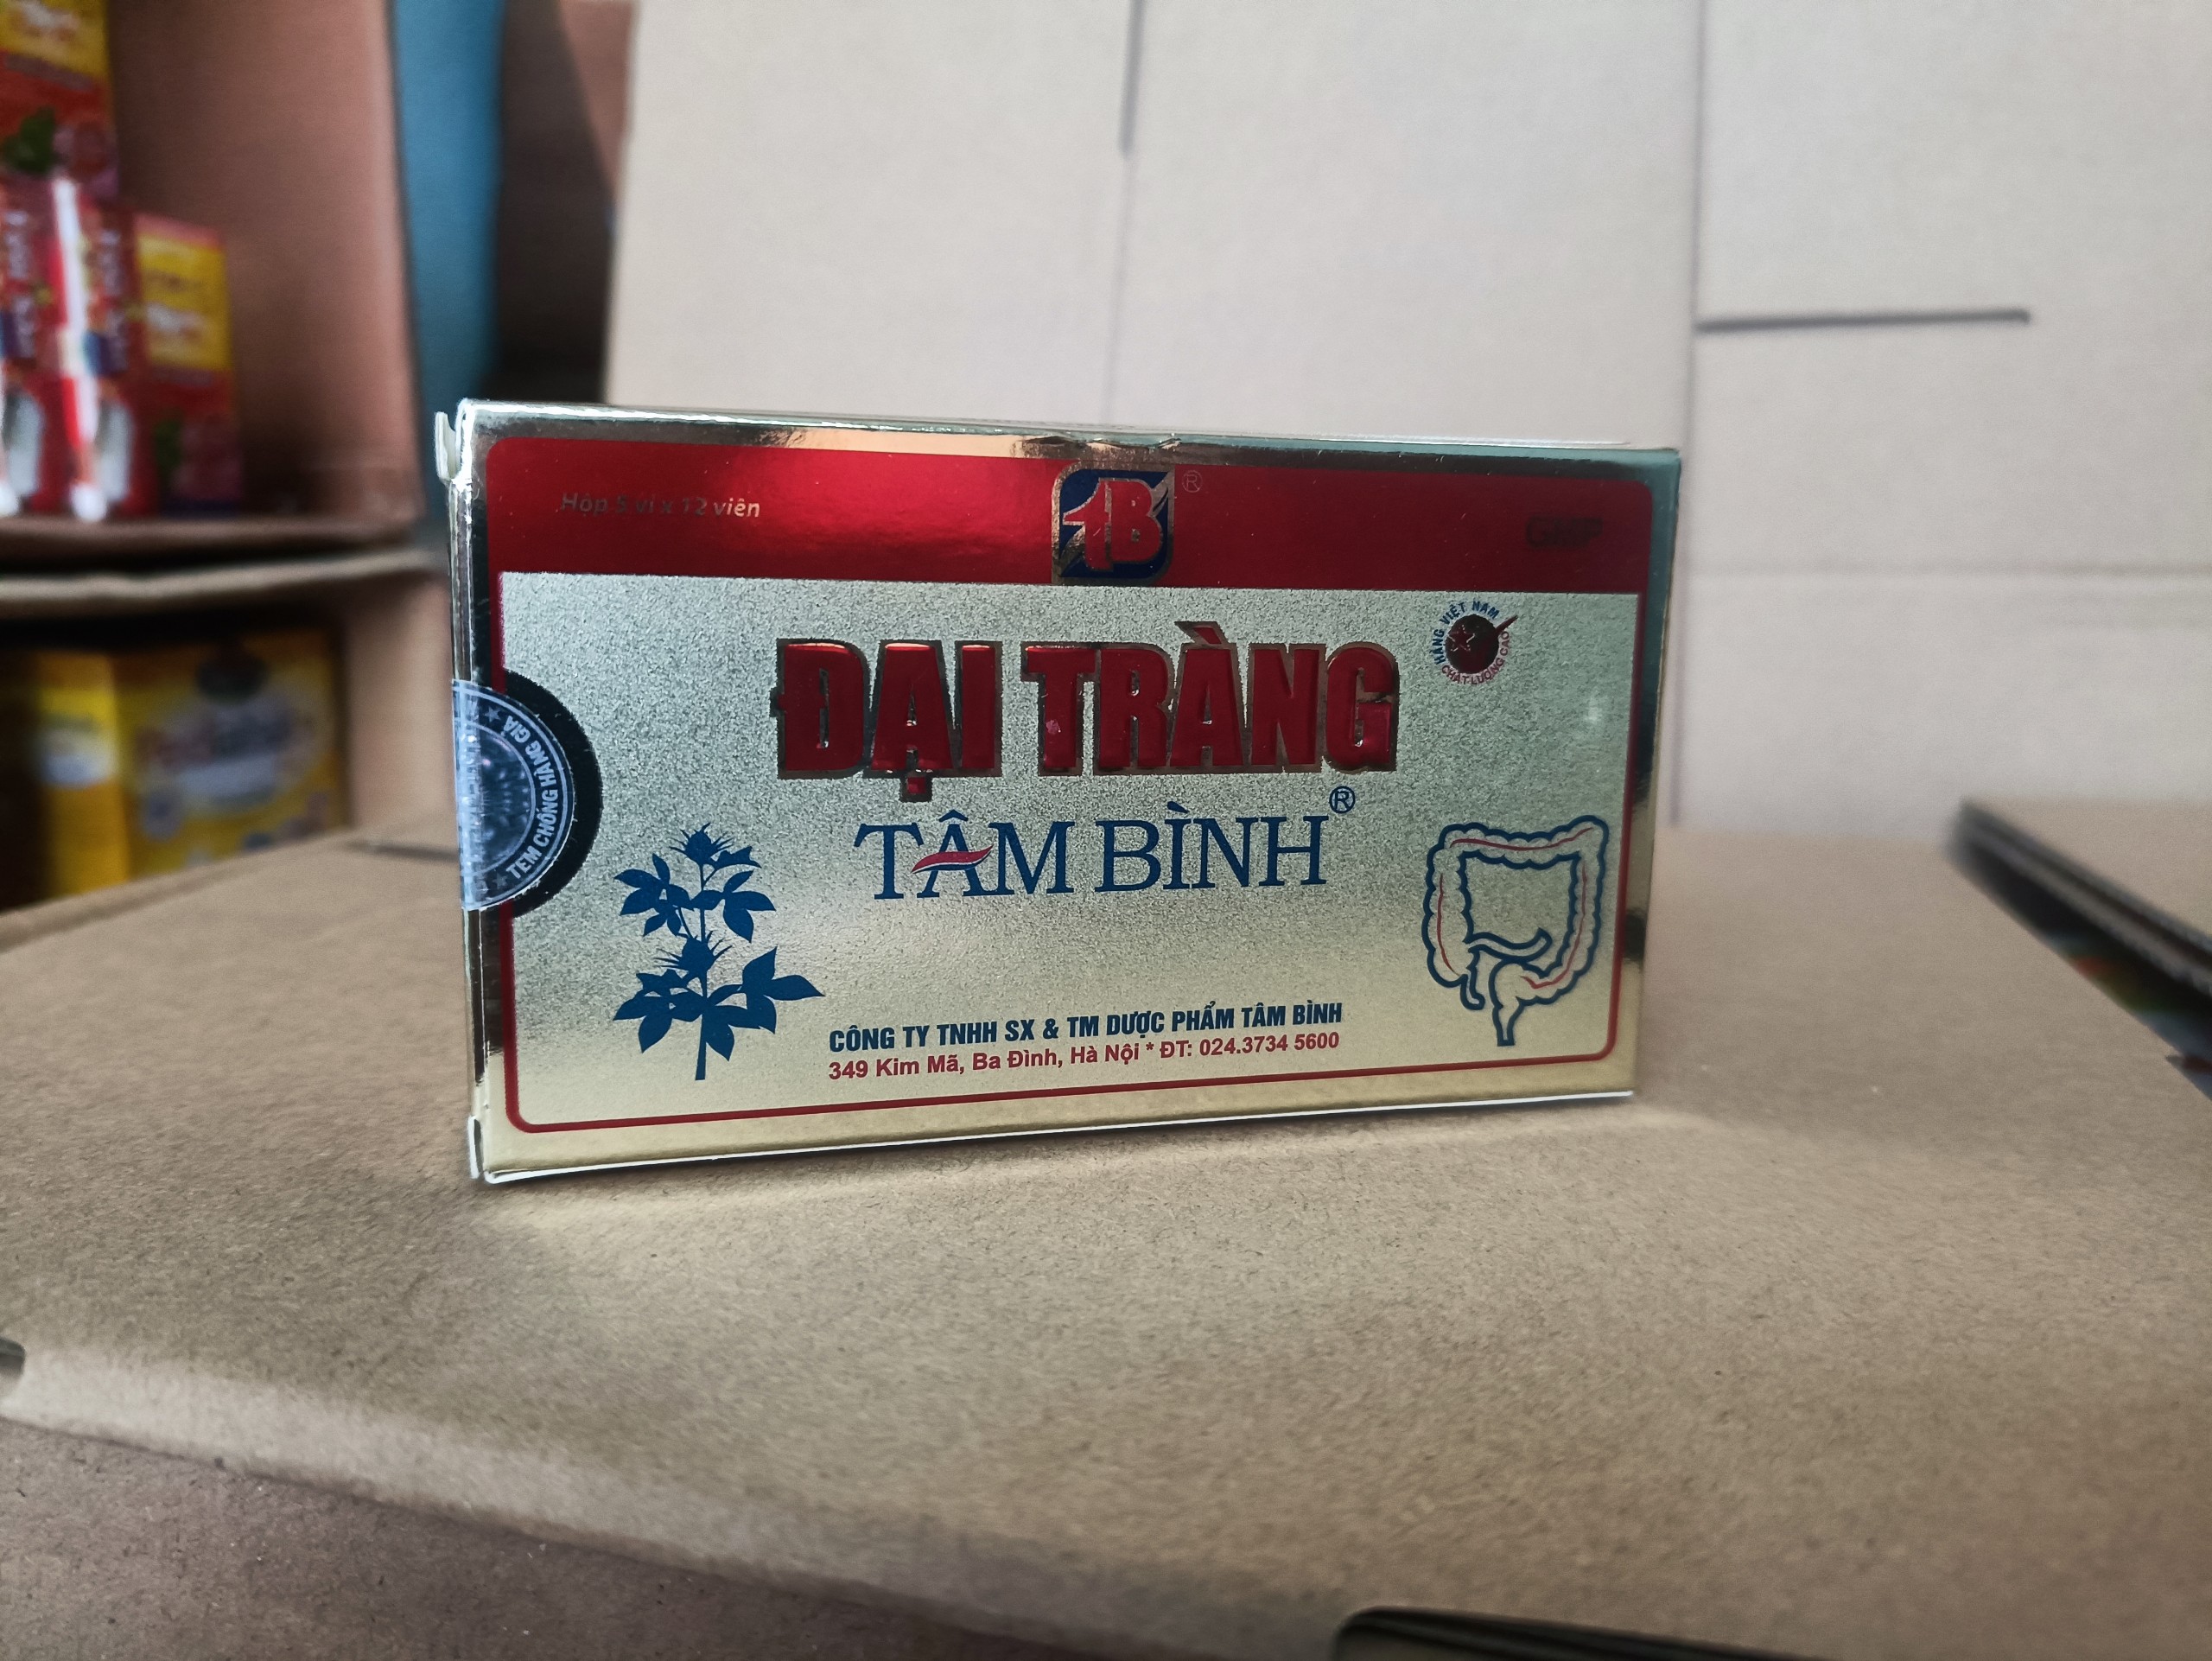 Hộp 5 vỉ x 12 viên
TB
®
GMP
HÀNG VIỆT NAM
CHẤT LƯỢNG CAO
ĐẠI TRÀNG
TÂM BÌNH®
TEM CHỐNG HÀNG GIẢ
CÔNG TY TNHH SX & TM DƯỢC PHẨM TÂM BÌNH
349 Kim Mã, Ba Đình, Hà Nội * ĐT: 024.3734 5600